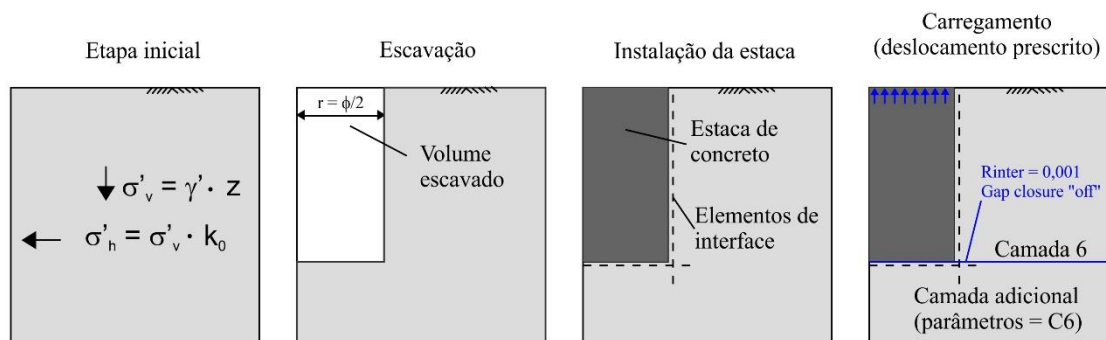 Etapa inicial
σ'v = γ' · z
σ'h = σ'v · k0
Escavação
r = ϕ/2
Volume
escavado
Instalação da estaca
Estaca de
concreto
Elementos de
interface
Carregamento
(deslocamento prescrito)
Rinter = 0,001
Gap closure "off"
Camada 6
Camada adicional
(parâmetros = C6)